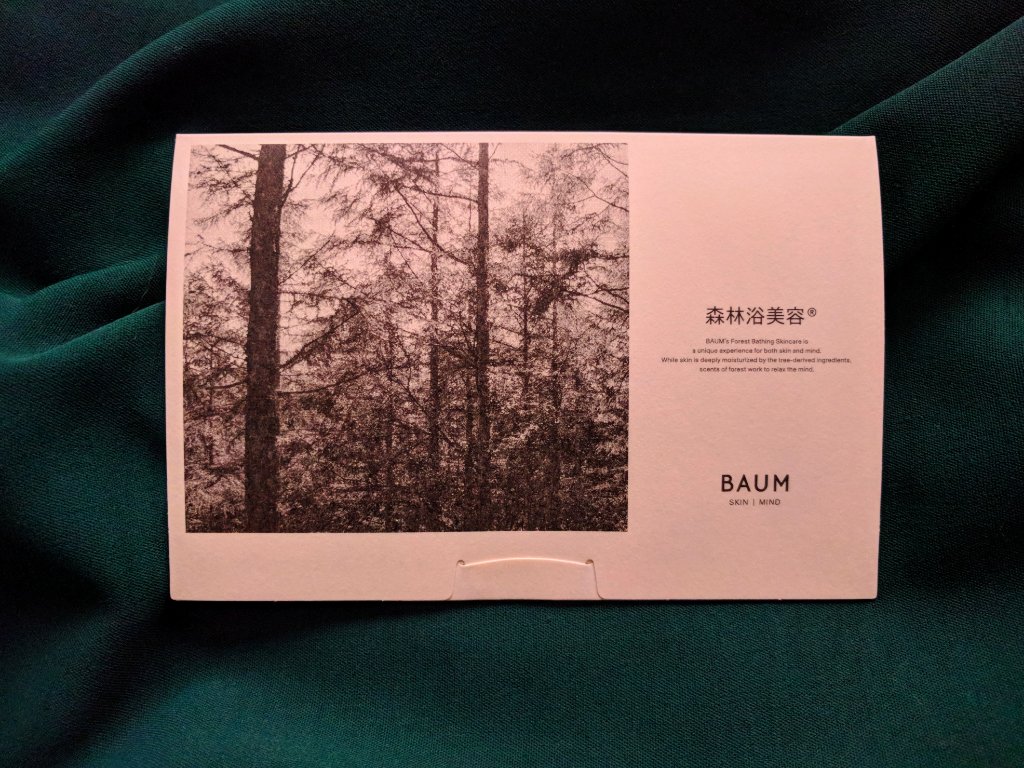 森林浴美容®
BAUM's Forest Bathing Skincare is
a unique experience for both skin and mind.
While skin is deeply moisturized by the tree-derived ingredients,
scents of forest work to relax the mind.
BAUM
SKIN | MIND